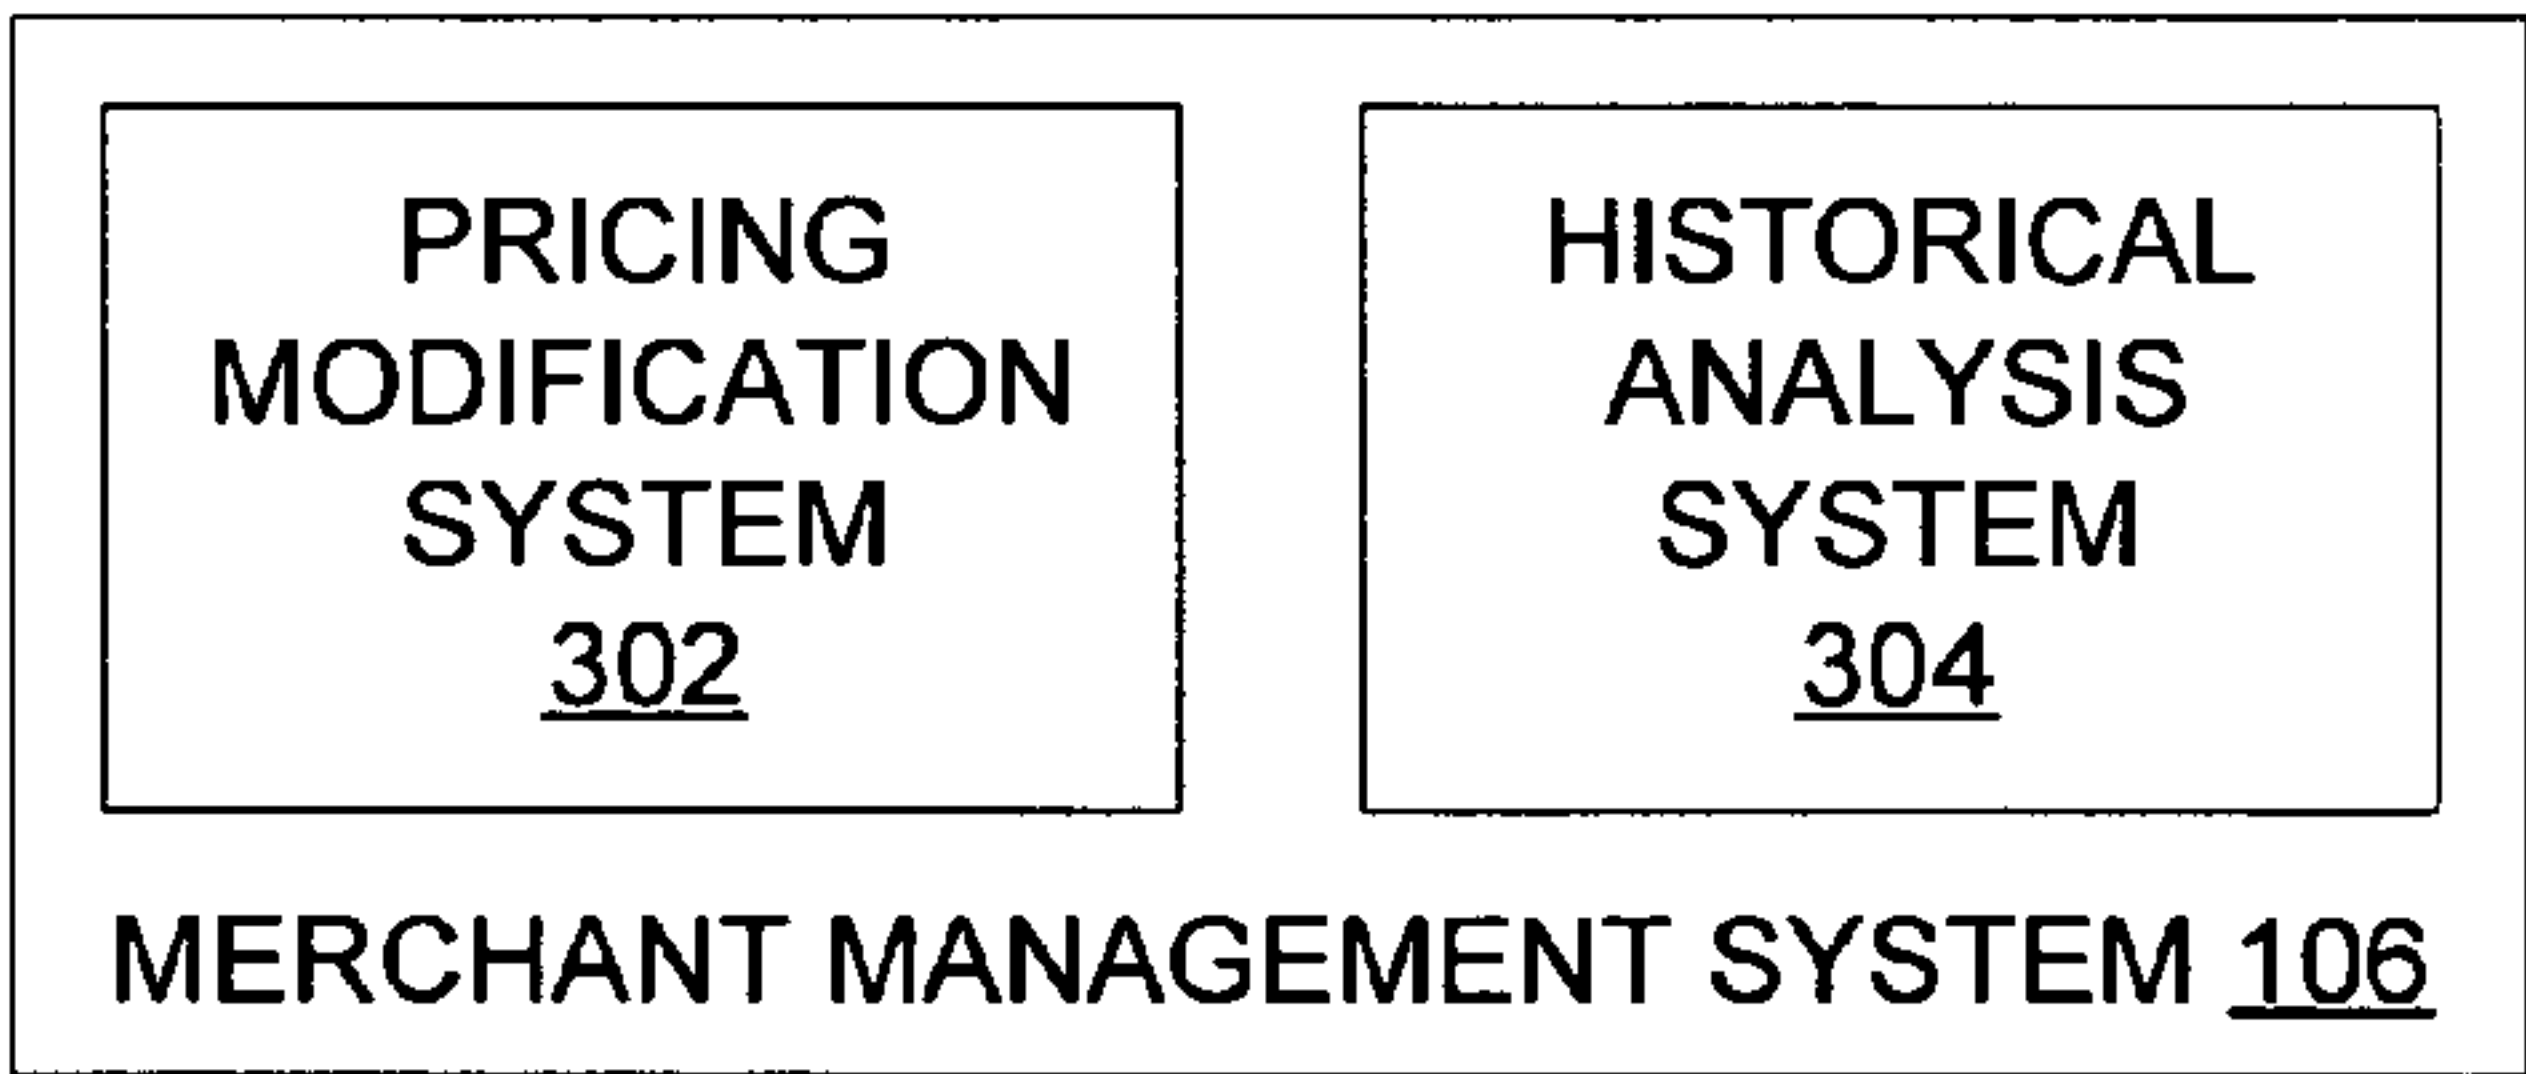 PRICING
MODIFICATION
SYSTEM
302
HISTORICAL
ANALYSIS
SYSTEM
304
MERCHANT MANAGEMENT SYSTEM 106